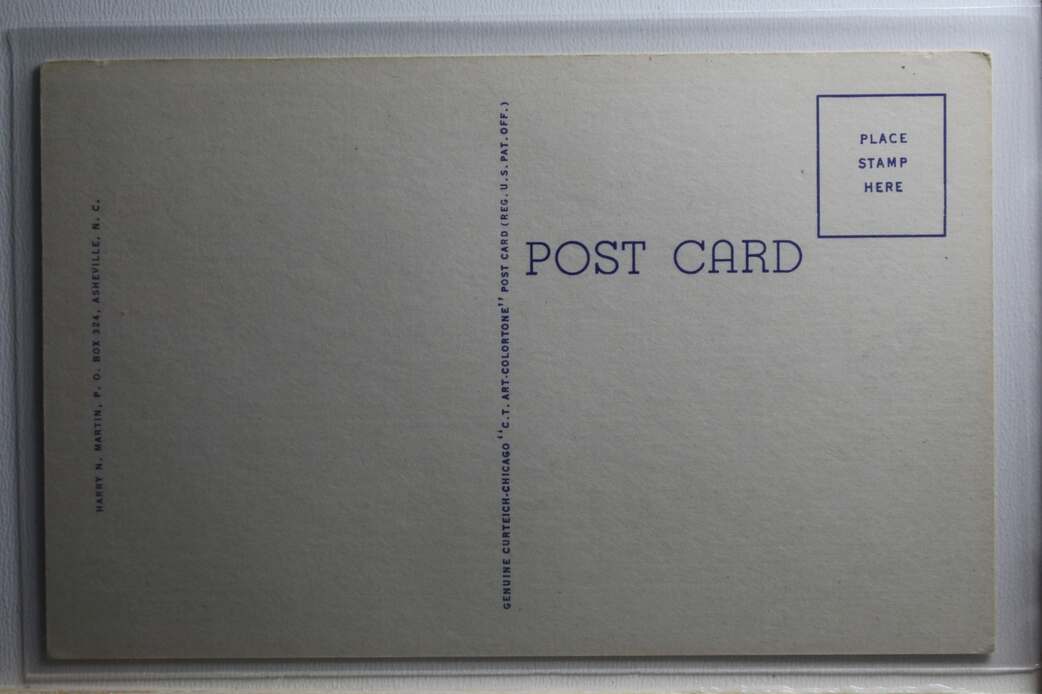 HARRY N. MARTIN, P. O. BOX 324, ASHEVILLE, N. C.
GENUINE CURTEICH-CHICAGO "C.T. ART-COLORTONE" POST CARD (REG. U.S. PAT. OFF.)
POST CARD
PLACE
STAMP
HERE